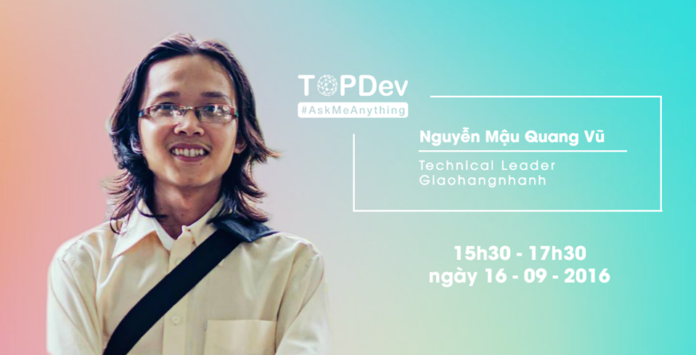 TOPDev
#AskMeAnything
Nguyễn Mậu Quang Vũ
Technical Leader
Giaohangnhanh
15h30 - 17h30
ngày 16 - 09 - 2016